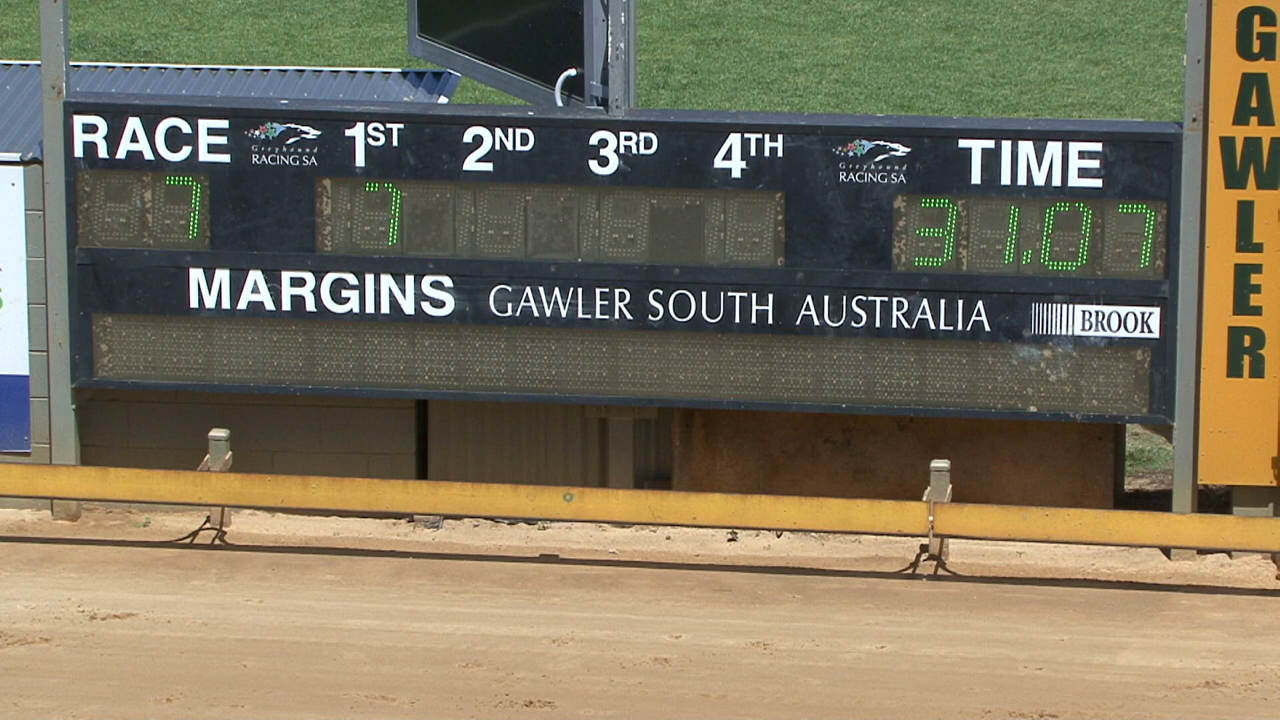 RACE Greyhound RACING SA 1ST 2ND 3RD 4TH Greyhound RACING SA TIME
7 7 31.07
MARGINS GAWLER SOUTH AUSTRALIA BROOK
GAWLER